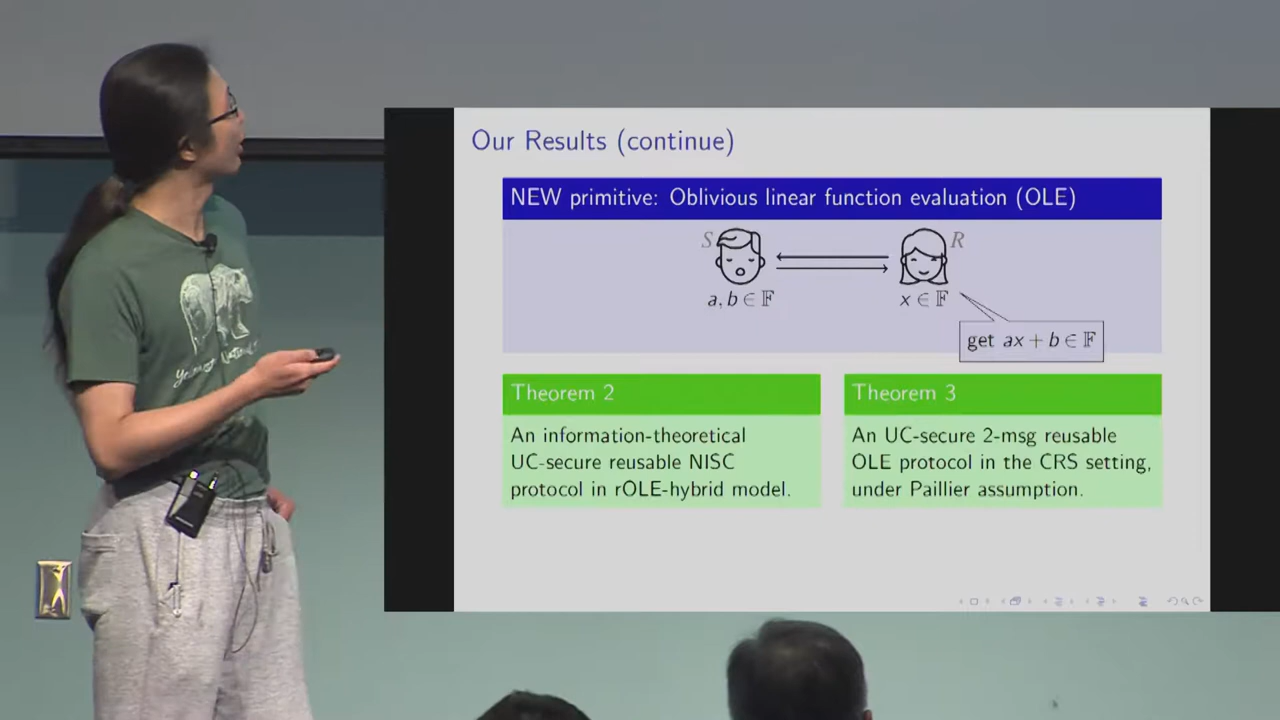 Our Results (continue)
NEW primitive: Oblivious linear function evaluation (OLE)
S
R
a, b ∈ 𝔽
x ∈ 𝔽
get ax + b ∈ 𝔽
Theorem 2
An information-theoretical
UC-secure reusable NISC
protocol in rOLE-hybrid model.
Theorem 3
An UC-secure 2-msg reusable
OLE protocol in the CRS setting,
under Paillier assumption.